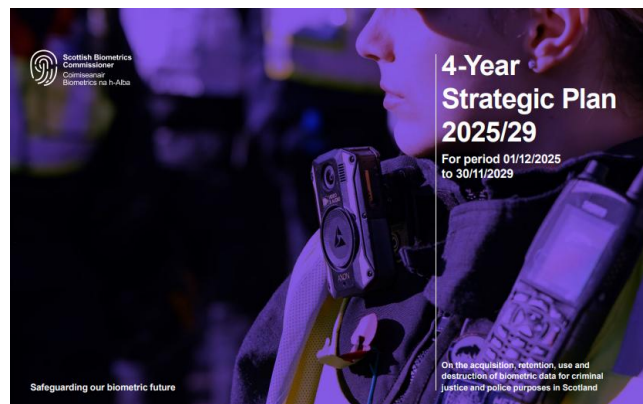 Scottish Biometrics
Commissioner
Coimiseanair
Biometrics na h-Alba
4-Year
Strategic Plan
2025/29
For period 01/12/2025
to 30/11/2029
On the acquisition, retention, use and
destruction of biometric data for criminal
justice and police purposes in Scotland
Safeguarding our biometric future